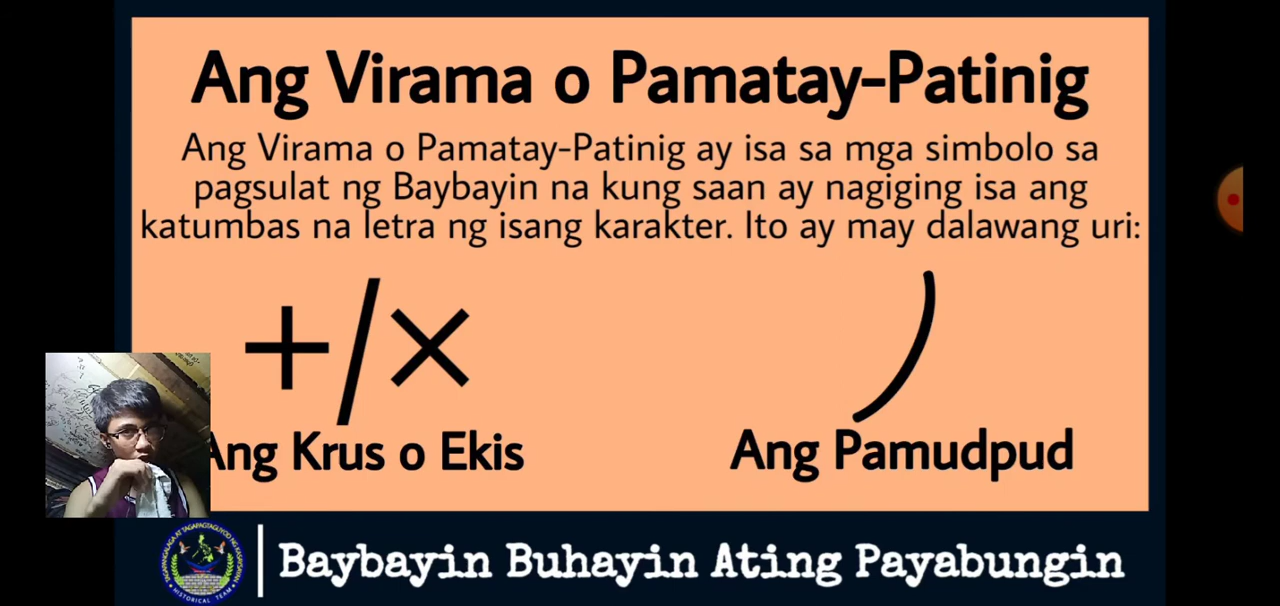 Ang Virama o Pamatay-Patinig
Ang Virama o Pamatay-Patinig ay isa sa mga simbolo sa
pagsulat ng Baybayin na kung saan ay nagiging isa ang
katumbas na letra ng isang karakter. Ito ay may dalawang uri:
+/×
Ang Krus o Ekis
Ang Pamudpud
HISTORICAL TEAM
Baybayin Buhayin Ating Payabungin